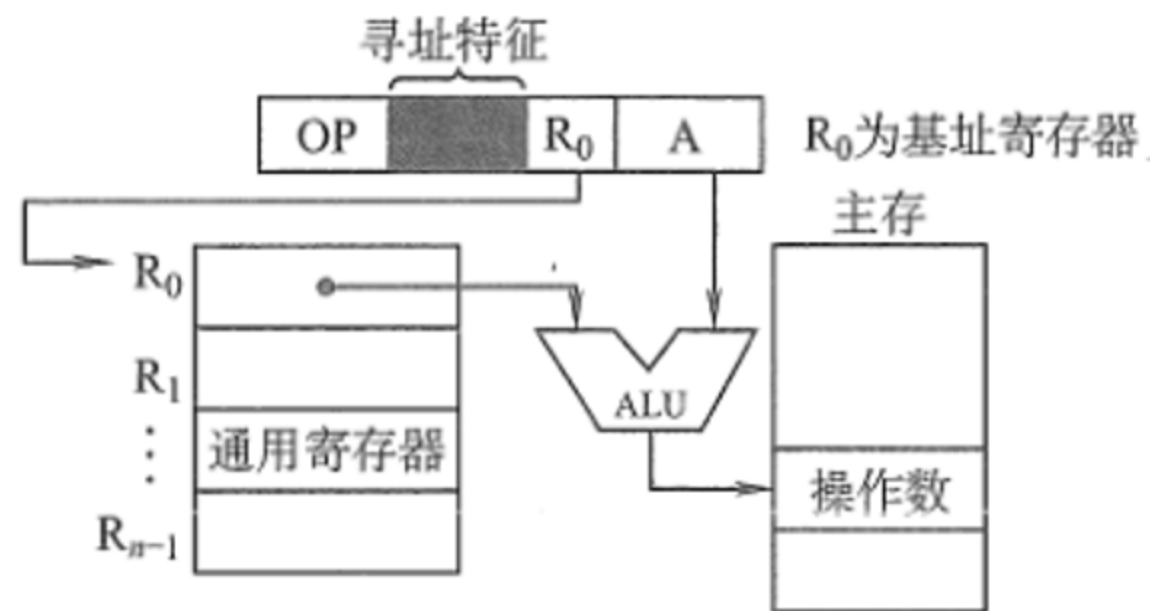 寻址特征
OP R₀ A R₀为基址寄存器
主存
R₀
R₁
ALU
⋮ 通用寄存器
操作数
Rₙ₋₁